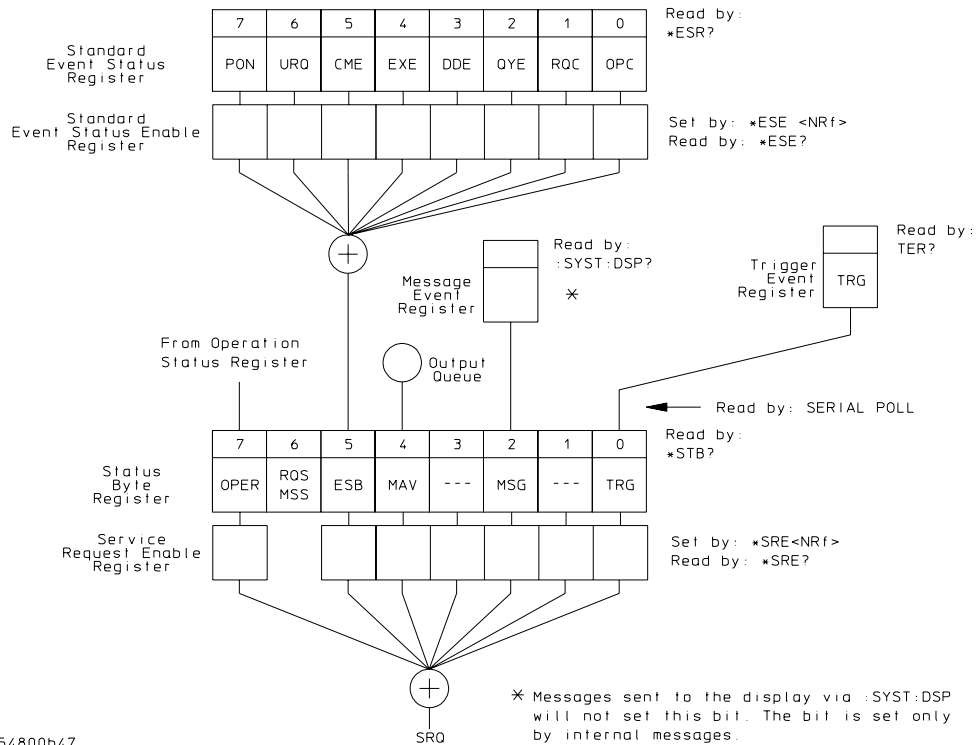 7 6 5 4 3 2 1 0
Read by:
*ESR?
Standard
Event Status
Register
PON URQ CME EXE DDE QYE RQC OPC
Standard
Event Status Enable
Register
Set by: *ESE <NRf>
Read by: *ESE?
+
Read by:
:SYST:DSP?
*
Message
Event
Register
Read by:
TER?
Trigger
Event
Register
TRG
From Operation
Status Register
Output
Queue
Read by: SERIAL POLL
7 6 5 4 3 2 1 0
Read by:
*STB?
Status
Byte
Register
OPER RQS MSS ESB MAV --- MSG --- TRG
Service
Request Enable
Register
Set by: *SRE<NRf>
Read by: *SRE?
+
SRQ
* Messages sent to the display via :SYST:DSP
will not set this bit. The bit is set only
by internal messages.
54800b47